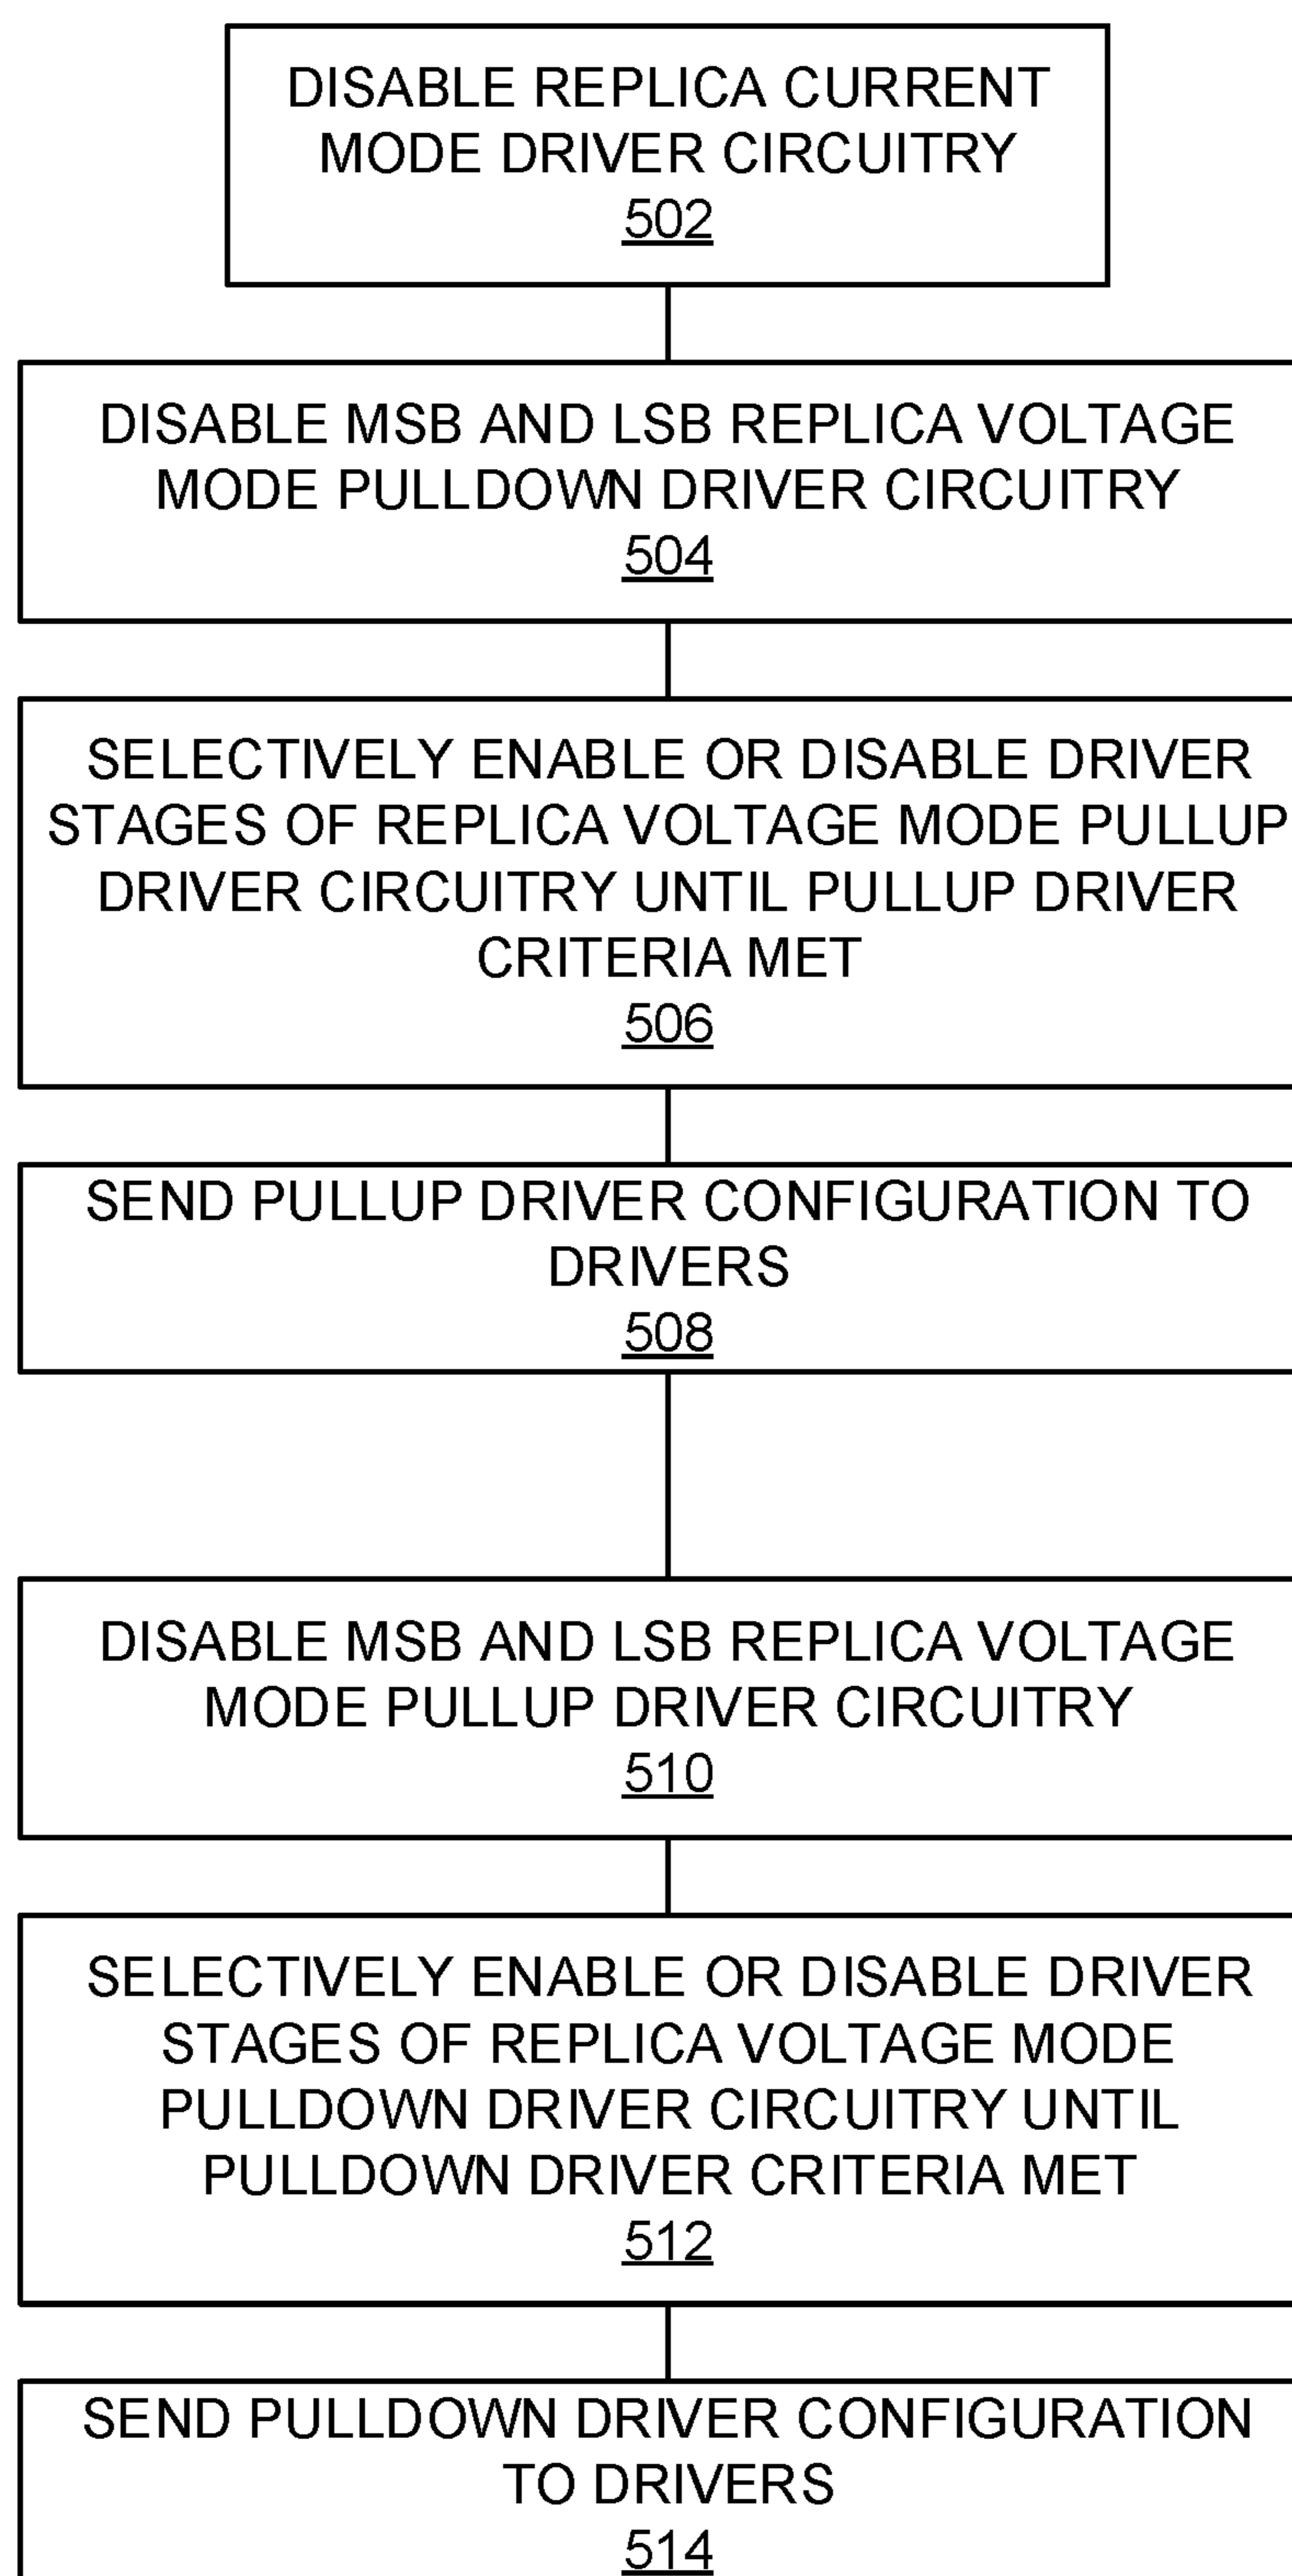 DISABLE REPLICA CURRENT
MODE DRIVER CIRCUITRY
502
DISABLE MSB AND LSB REPLICA VOLTAGE
MODE PULLDOWN DRIVER CIRCUITRY
504
SELECTIVELY ENABLE OR DISABLE DRIVER
STAGES OF REPLICA VOLTAGE MODE PULLUP
DRIVER CIRCUITRY UNTIL PULLUP DRIVER
CRITERIA MET
506
SEND PULLUP DRIVER CONFIGURATION TO
DRIVERS
508
DISABLE MSB AND LSB REPLICA VOLTAGE
MODE PULLUP DRIVER CIRCUITRY
510
SELECTIVELY ENABLE OR DISABLE DRIVER
STAGES OF REPLICA VOLTAGE MODE
PULLDOWN DRIVER CIRCUITRY UNTIL
PULLDOWN DRIVER CRITERIA MET
512
SEND PULLDOWN DRIVER CONFIGURATION
TO DRIVERS
514